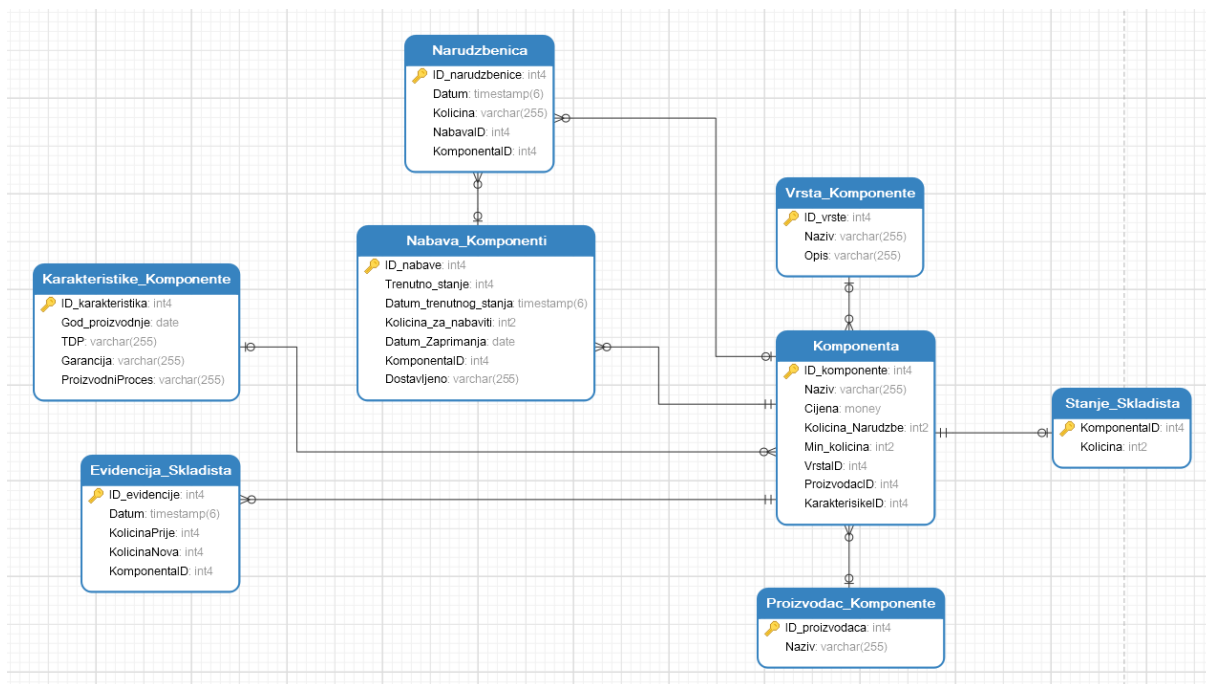 Narudzbenica
ID_narudzbenice: int4
Datum: timestamp(6)
Kolicina: varchar(255)
NabavaID: int4
KomponentaID: int4
Vrsta_Komponente
ID_vrste: int4
Naziv: varchar(255)
Opis: varchar(255)
Nabava_Komponenti
ID_nabave: int4
Trenutno_stanje: int4
Datum_trenutnog_stanja: timestamp(6)
Kolicina_za_nabaviti: int2
Datum_Zaprimanja: date
KomponentaID: int4
Dostavljeno: varchar(255)
Karakteristike_Komponente
ID_karakteristika: int4
God_proizvodnje: date
TDP: varchar(255)
Garancija: varchar(255)
ProizvodniProces: varchar(255)
Komponenta
ID_komponente: int4
Naziv: varchar(255)
Cijena: money
Kolicina_Narudzbe: int2
Min_kolicina: int2
VrstaID: int4
ProizvodacID: int4
KarakterisikeID: int4
Stanje_Skladista
KomponentaID: int4
Kolicina: int2
Evidencija_Skladista
ID_evidencije: int4
Datum: timestamp(6)
KolicinaPrije: int4
KolicinaNova: int4
KomponentaID: int4
Proizvodac_Komponente
ID_proizvodaca: int4
Naziv: varchar(255)